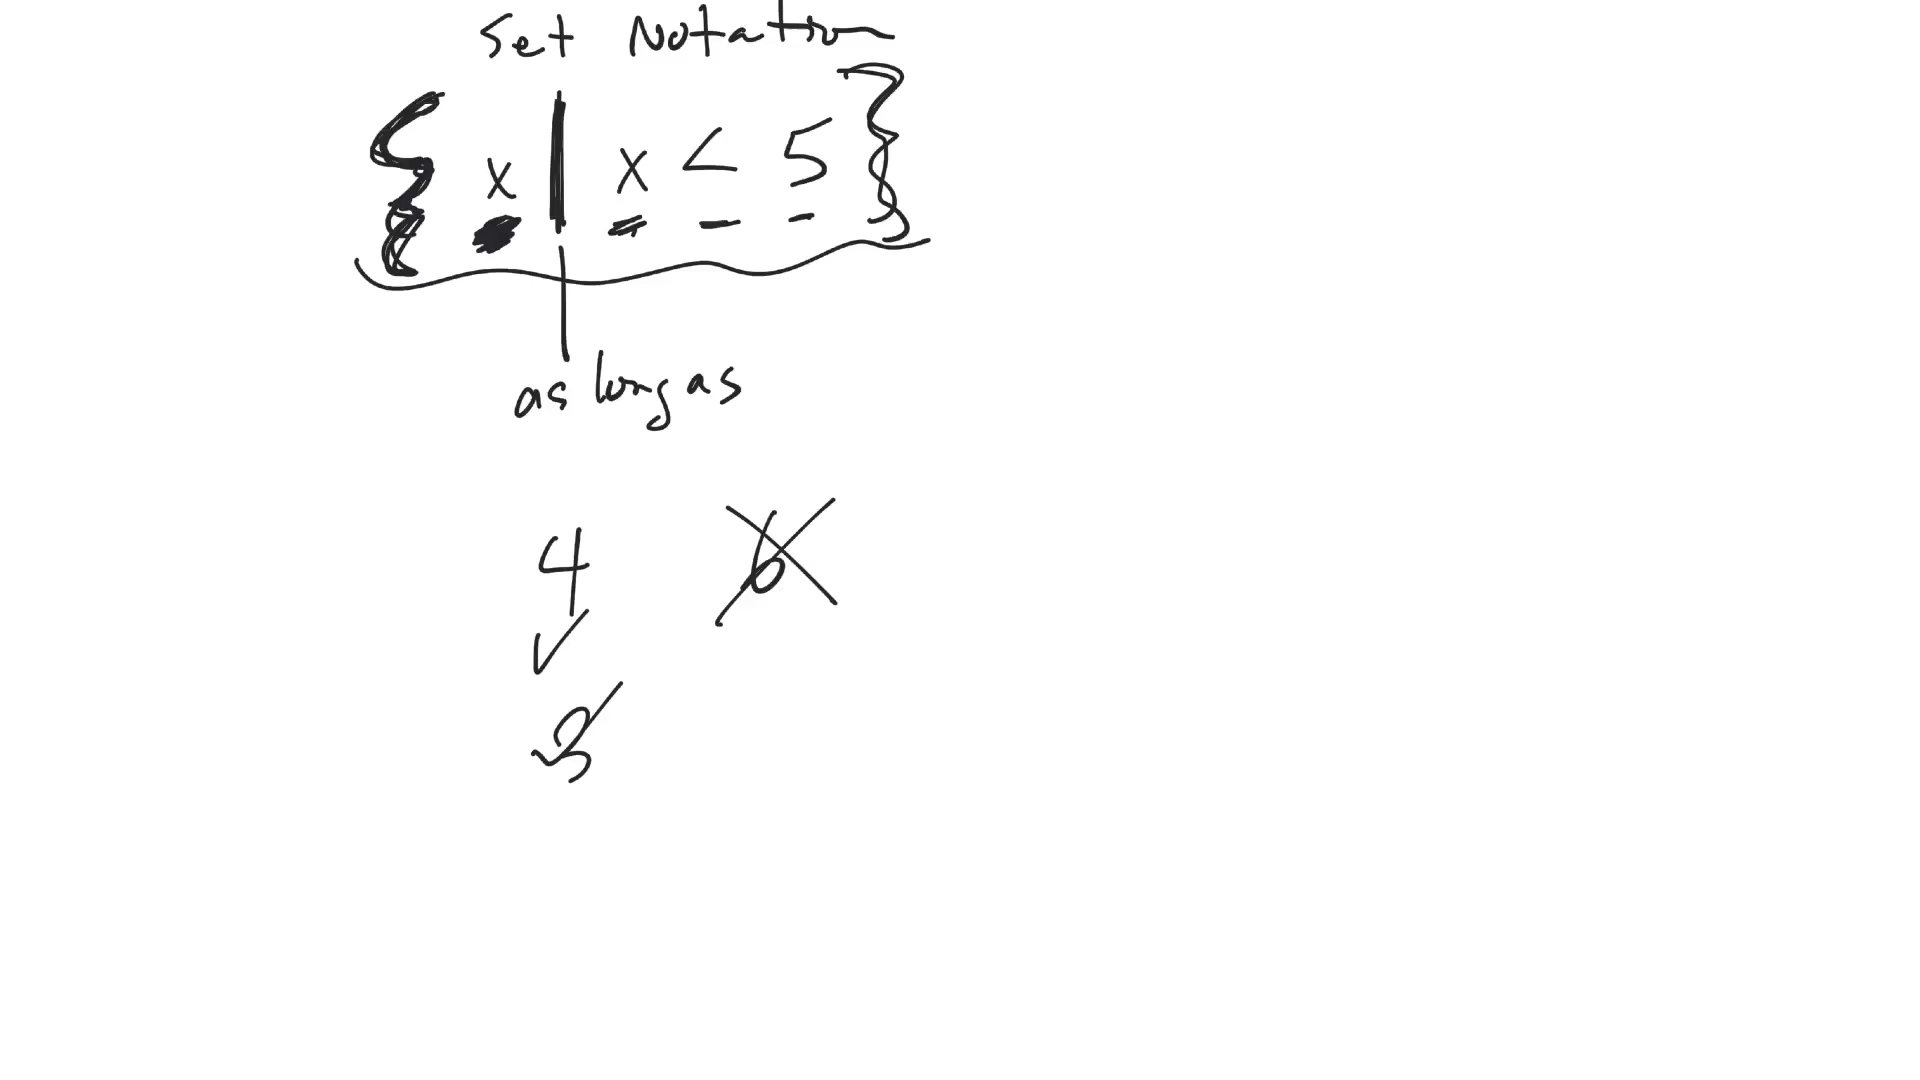 Set Notation
{ x | x < 5 }
as long as
4 6
3